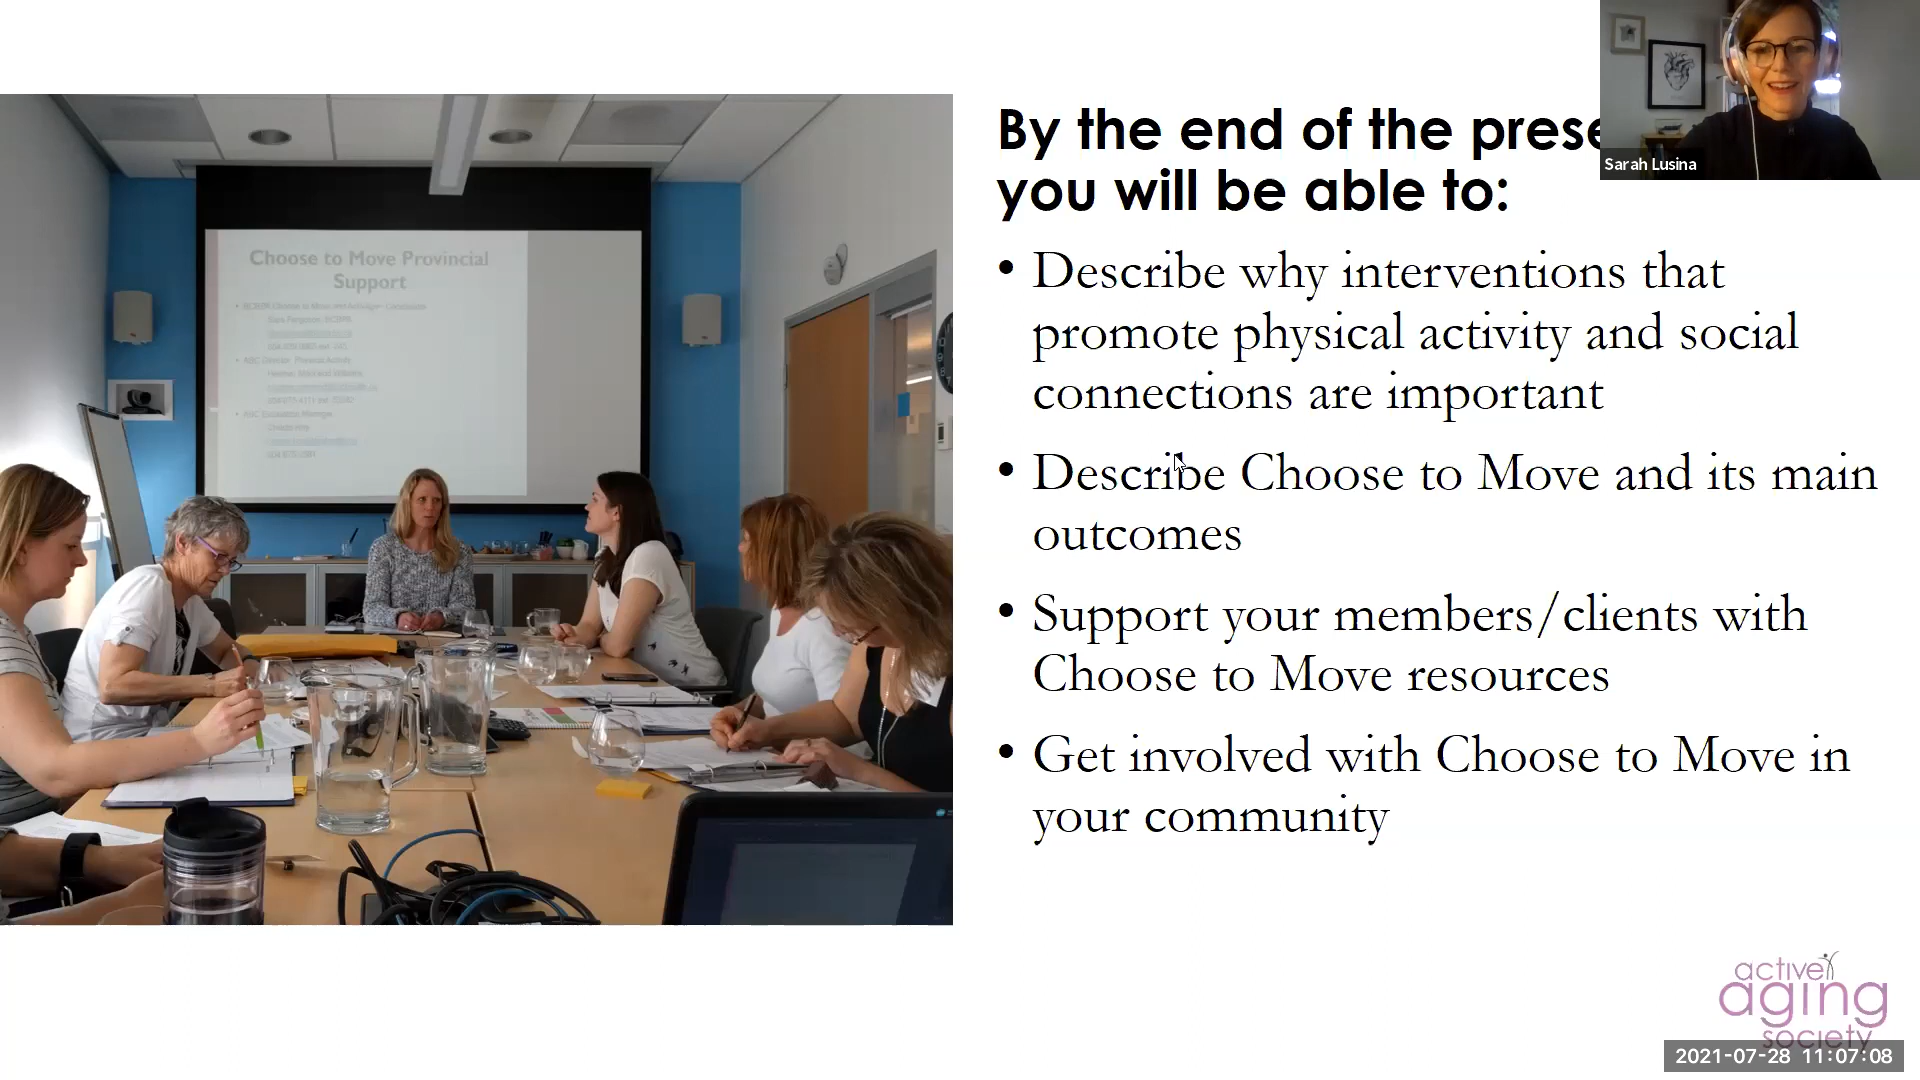 By the end of the prese
you will be able to:
• Describe why interventions that
promote physical activity and social
connections are important
• Describe Choose to Move and its main
outcomes
• Support your members/clients with
Choose to Move resources
• Get involved with Choose to Move in
your community
Sarah Lusina
Choose to Move Provincial
Support
active
aging
society
2021-07-28 11:07:08